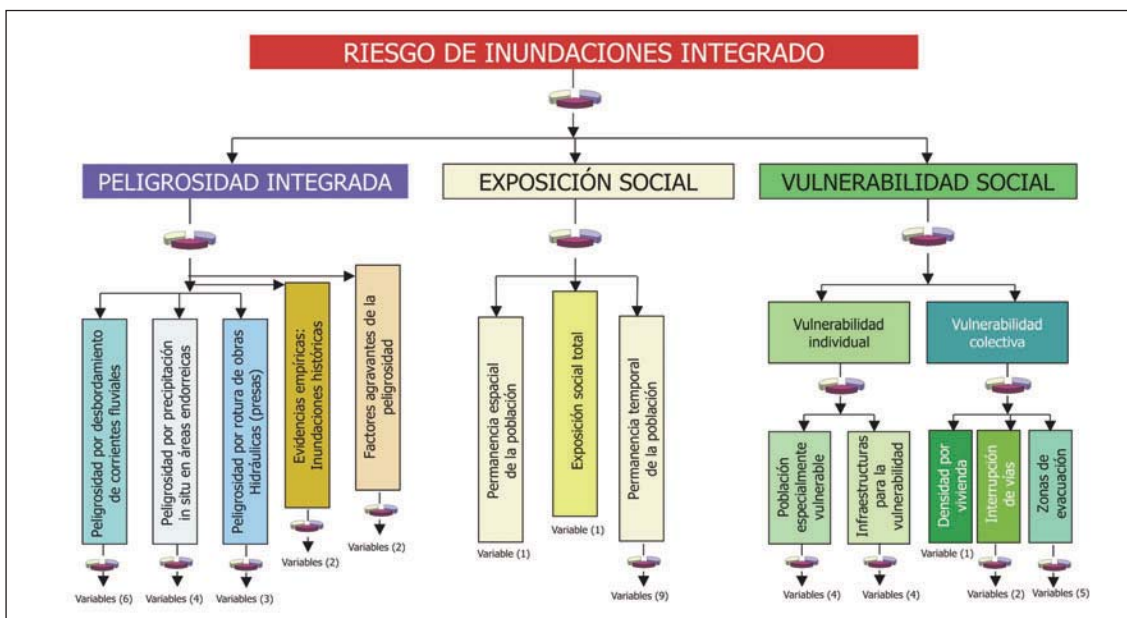 RIESGO DE INUNDACIONES INTEGRADO
PELIGROSIDAD INTEGRADA
EXPOSICIÓN SOCIAL
VULNERABILIDAD SOCIAL
Peligrosidad por desbordamiento
de corrientes fluviales
Variables (6)
Peligrosidad por precipitación
in situ en áreas endorreicas
Variables (4)
Peligrosidad por rotura de obras
Hidráulicas (presas)
Variables (3)
Evidencias empíricas:
Inundaciones históricas
Variables (2)
Factores agravantes de la
peligrosidad
Variables (2)
Permanencia espacial
de la población
Variable (1)
Exposición social total
Variable (1)
Permanencia temporal
de la población
Variables (9)
Vulnerabilidad
individual
Vulnerabilidad
colectiva
Población
especialmente
vulnerable
Variables (4)
Infraestructuras
para la
vulnerabilidad
Variables (4)
Densidad por
vivienda
Variable (1)
Interrupción
de vías
Variables (2)
Zonas de
evacuación
Variables (5)